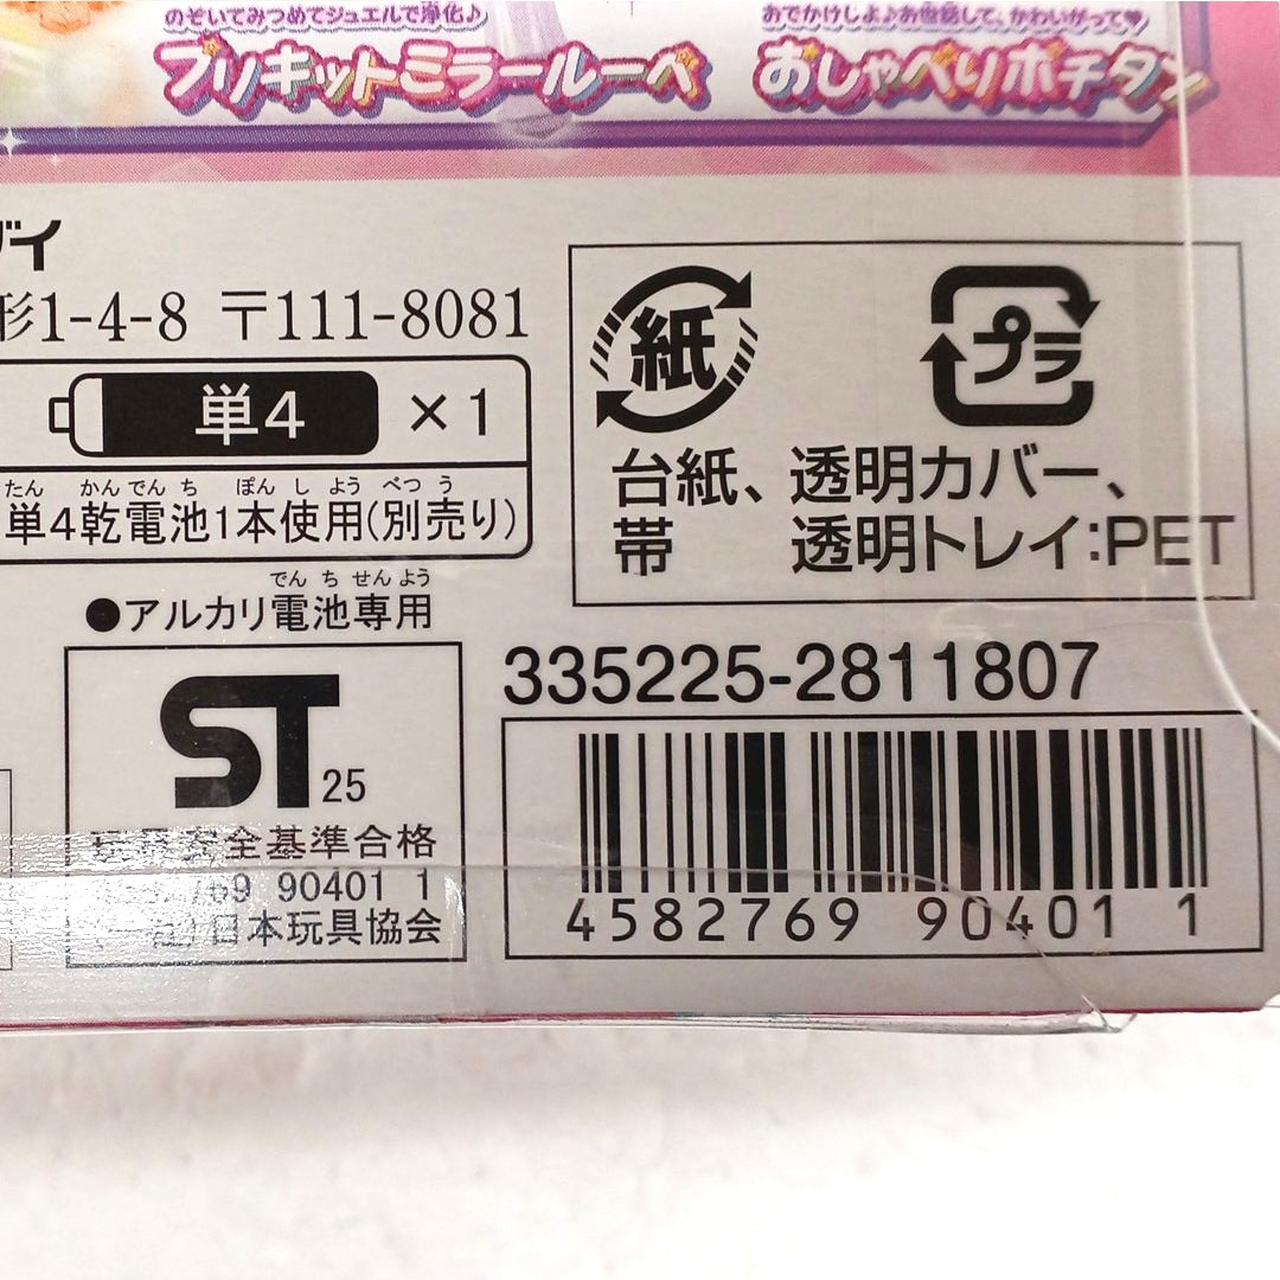 のぞいてみつめてジュエルで浄化♪
プリキットミラールーペ
おでかけしよ♪お世話して、かわいがって♥
おしゃべりポチタン
ダイ
形1-4-8 〒111-8081
単4 ×1
たん かんでんち ぽん しよう べつう
単4乾電池1本使用(別売り)
でんちせんよう
●アルカリ電池専用
紙
台紙、
帯
プラ
透明カバー、
透明トレイ:PET
ST 25
安全基準合格
769 90401 1
日本玩具協会
335225-2811807
4582769 90401 1